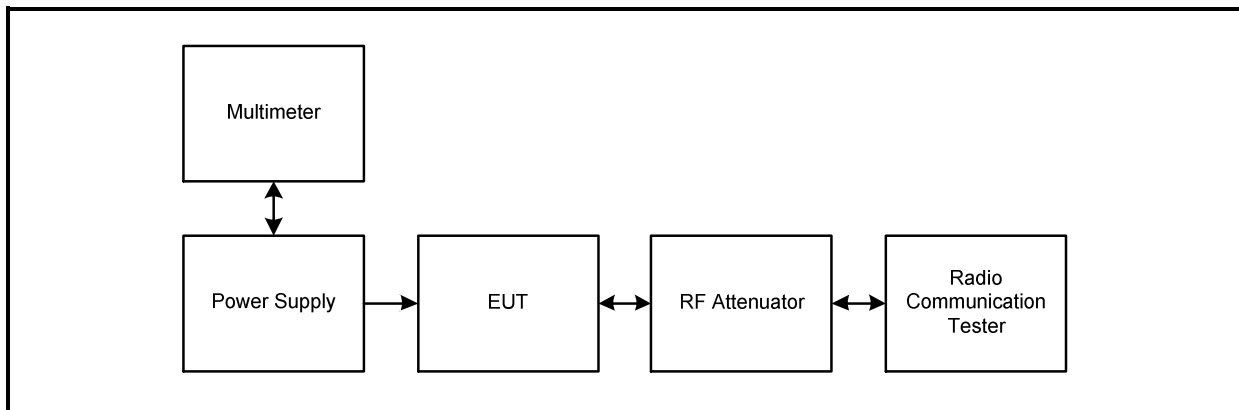 Multimeter
Power Supply
EUT
RF Attenuator
Radio
Communication
Tester